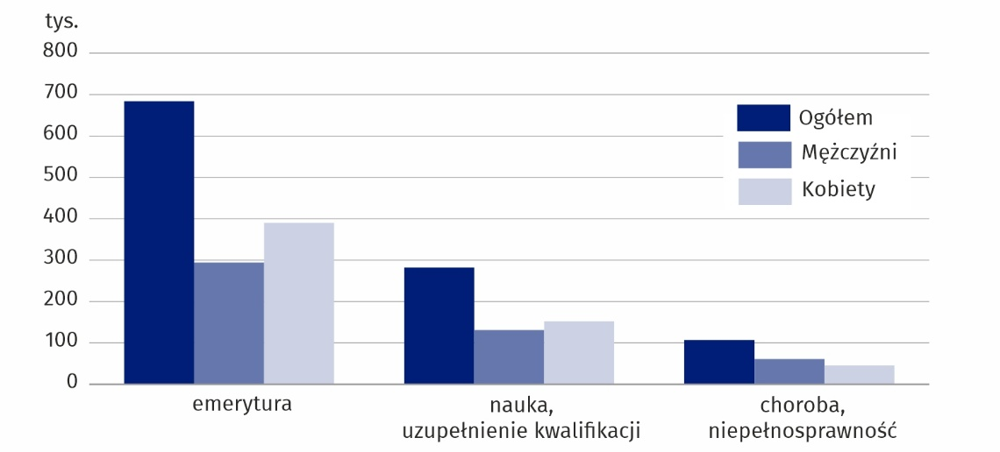 tys.
800
700
600
500
400
300
200
100
0
Ogółem
Mężczyźni
Kobiety
emerytura
nauka,
uzupełnienie kwalifikacji
choroba,
niepełnosprawność